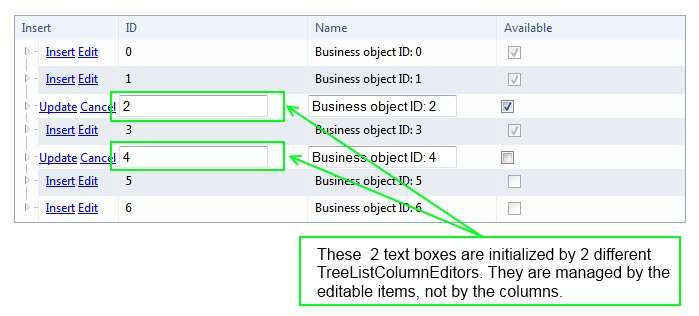 Insert ID Name Available
Insert Edit 0 Business object ID: 0
Insert Edit 1 Business object ID: 1
Update Cancel 2 Business object ID: 2
Insert Edit 3 Business object ID: 3
Update Cancel 4 Business object ID: 4
Insert Edit 5 Business object ID: 5
Insert Edit 6 Business object ID: 6
These 2 text boxes are initialized by 2 different
TreeListColumnEditors. They are managed by the
editable items, not by the columns.